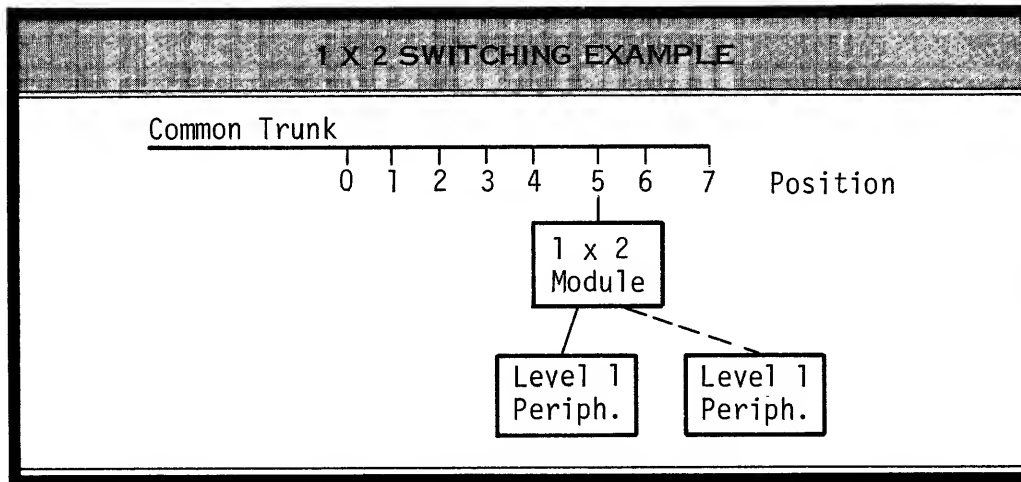 1 X 2 SWITCHING EXAMPLE
Common Trunk
0 1 2 3 4 5 6 7 Position
1 x 2
Module
Level 1
Periph.
Level 1
Periph.